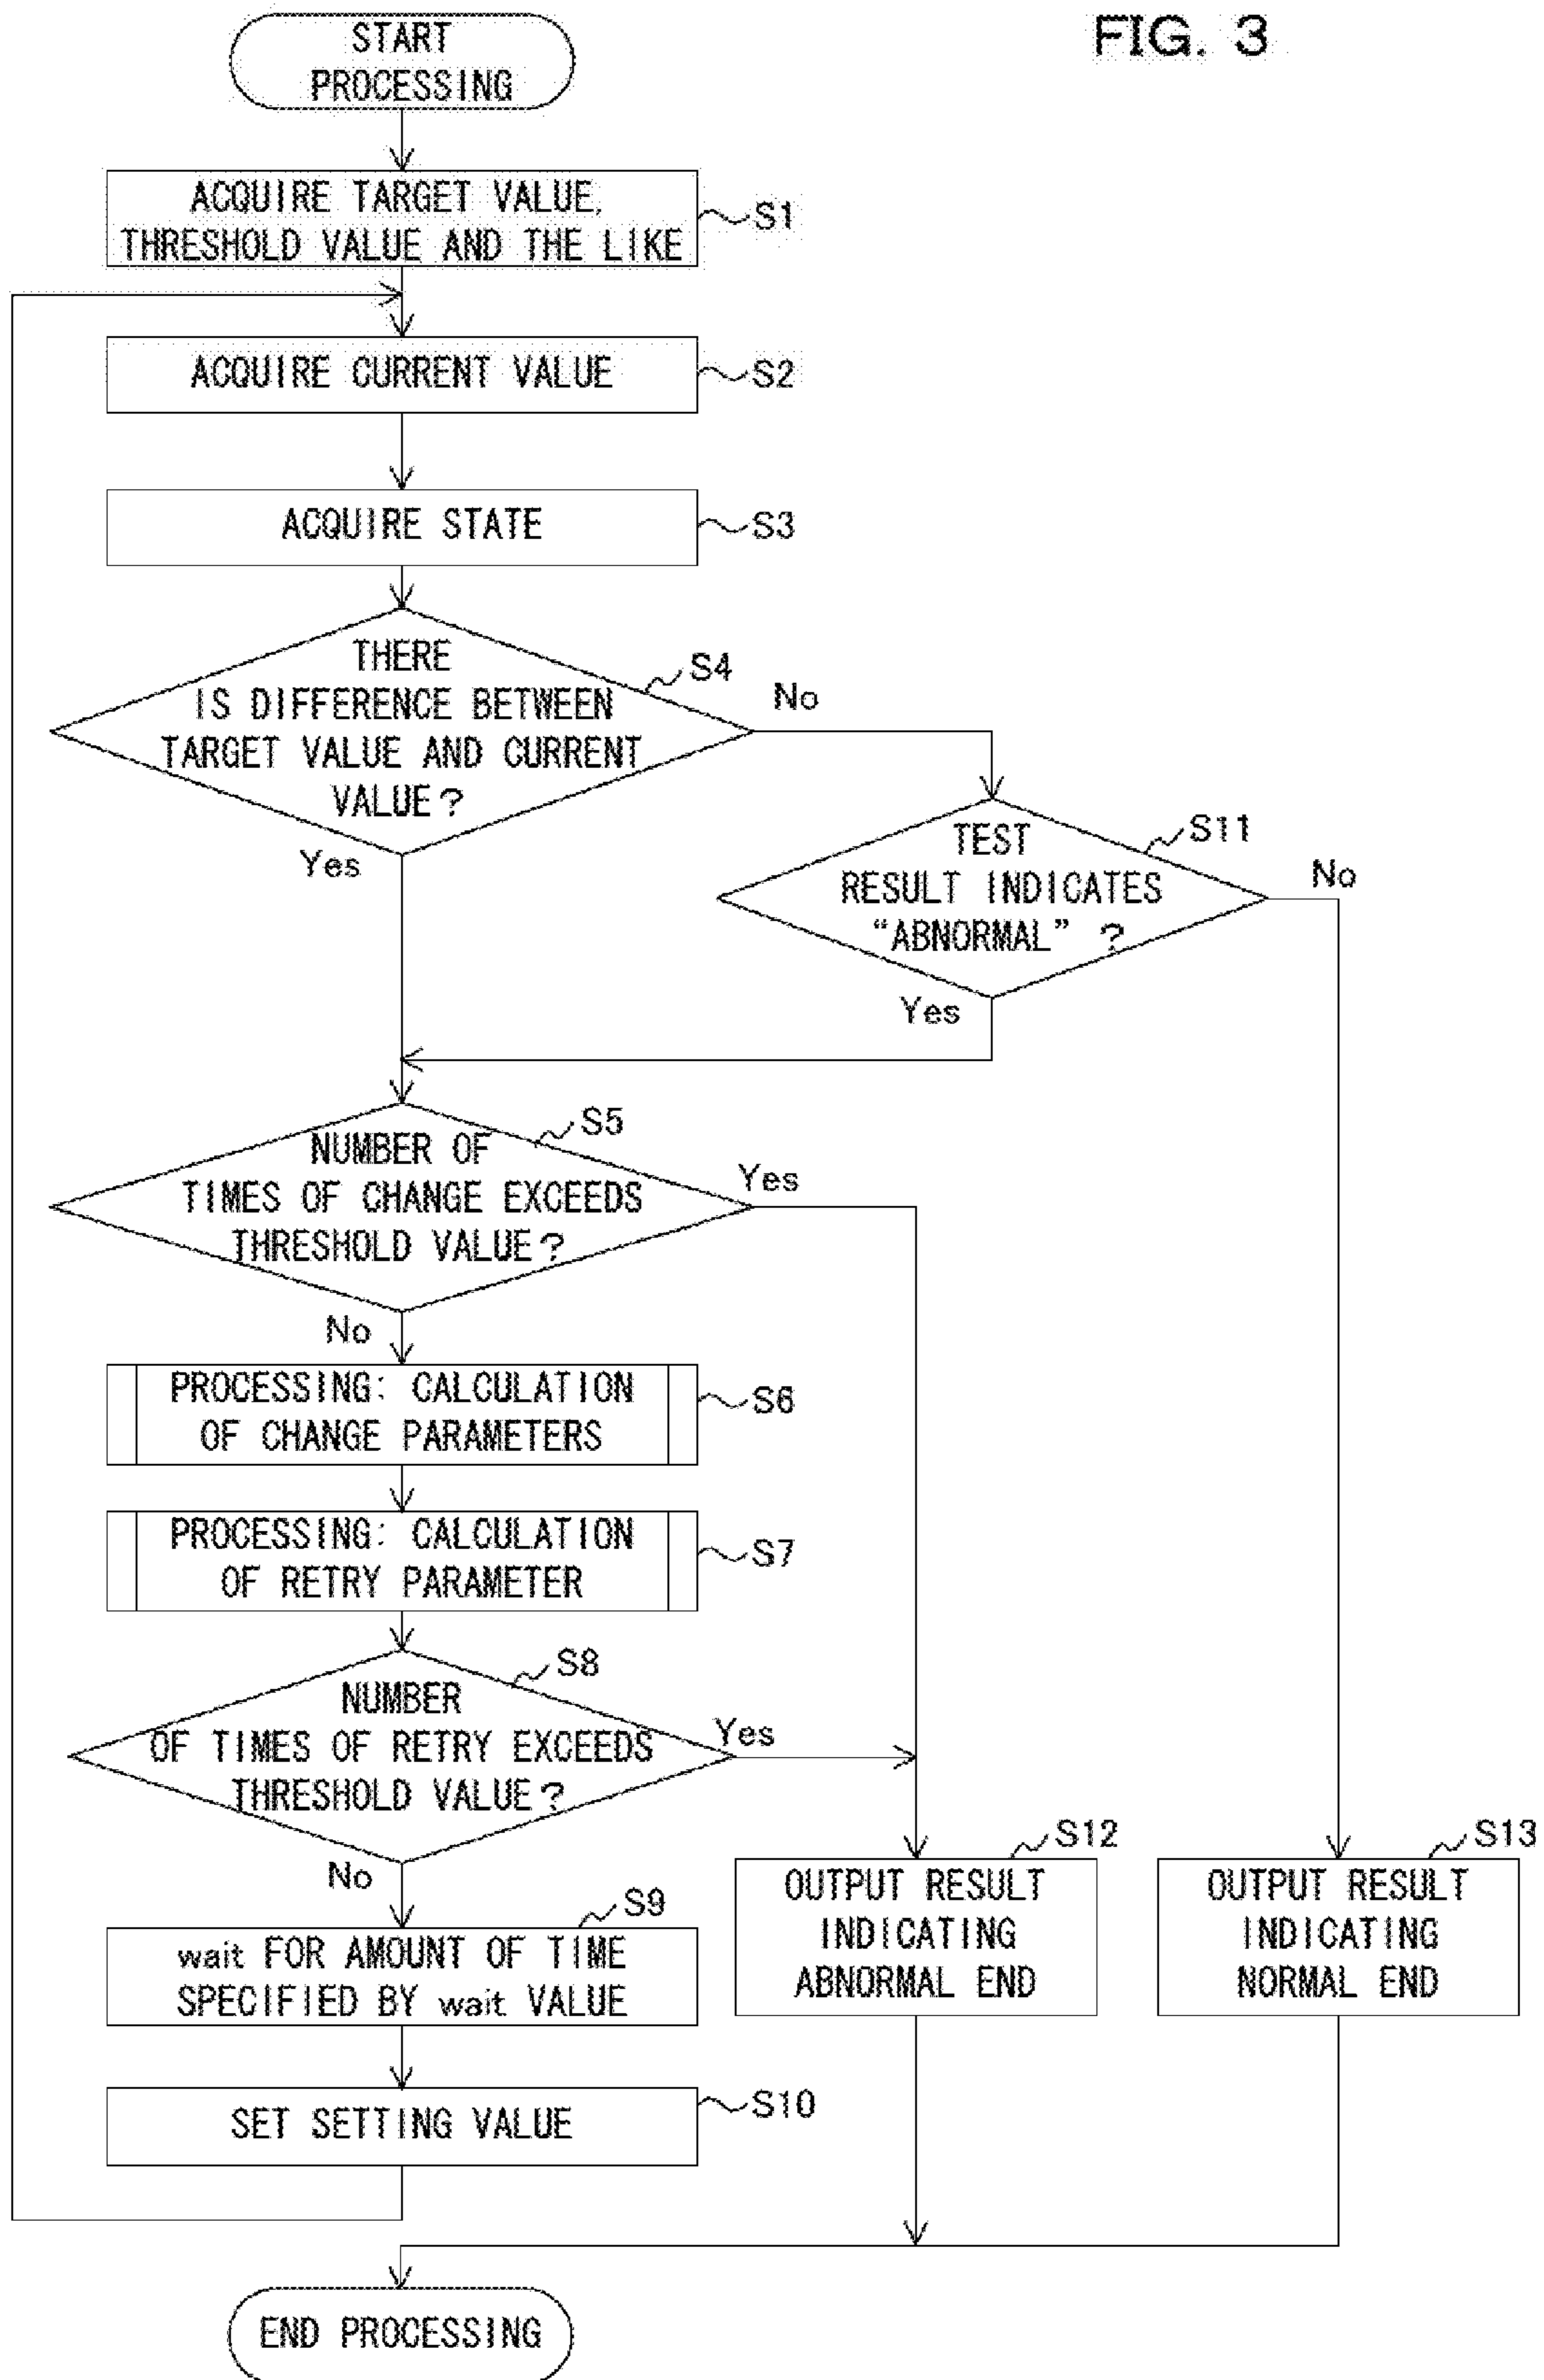 FIG. 3
START
PROCESSING
ACQUIRE TARGET VALUE,
THRESHOLD VALUE AND THE LIKE
S1
ACQUIRE CURRENT VALUE
S2
ACQUIRE STATE
S3
THERE
IS DIFFERENCE BETWEEN
TARGET VALUE AND CURRENT
VALUE?
S4
No
Yes
TEST
RESULT INDICATES
“ABNORMAL” ?
S11
No
Yes
NUMBER OF
TIMES OF CHANGE EXCEEDS
THRESHOLD VALUE?
S5
Yes
No
PROCESSING: CALCULATION
OF CHANGE PARAMETERS
S6
PROCESSING: CALCULATION
OF RETRY PARAMETER
S7
NUMBER
OF TIMES OF RETRY EXCEEDS
THRESHOLD VALUE?
S8
Yes
No
wait FOR AMOUNT OF TIME
SPECIFIED BY wait VALUE
S9
SET SETTING VALUE
S10
OUTPUT RESULT
INDICATING
ABNORMAL END
S12
OUTPUT RESULT
INDICATING
NORMAL END
S13
END PROCESSING